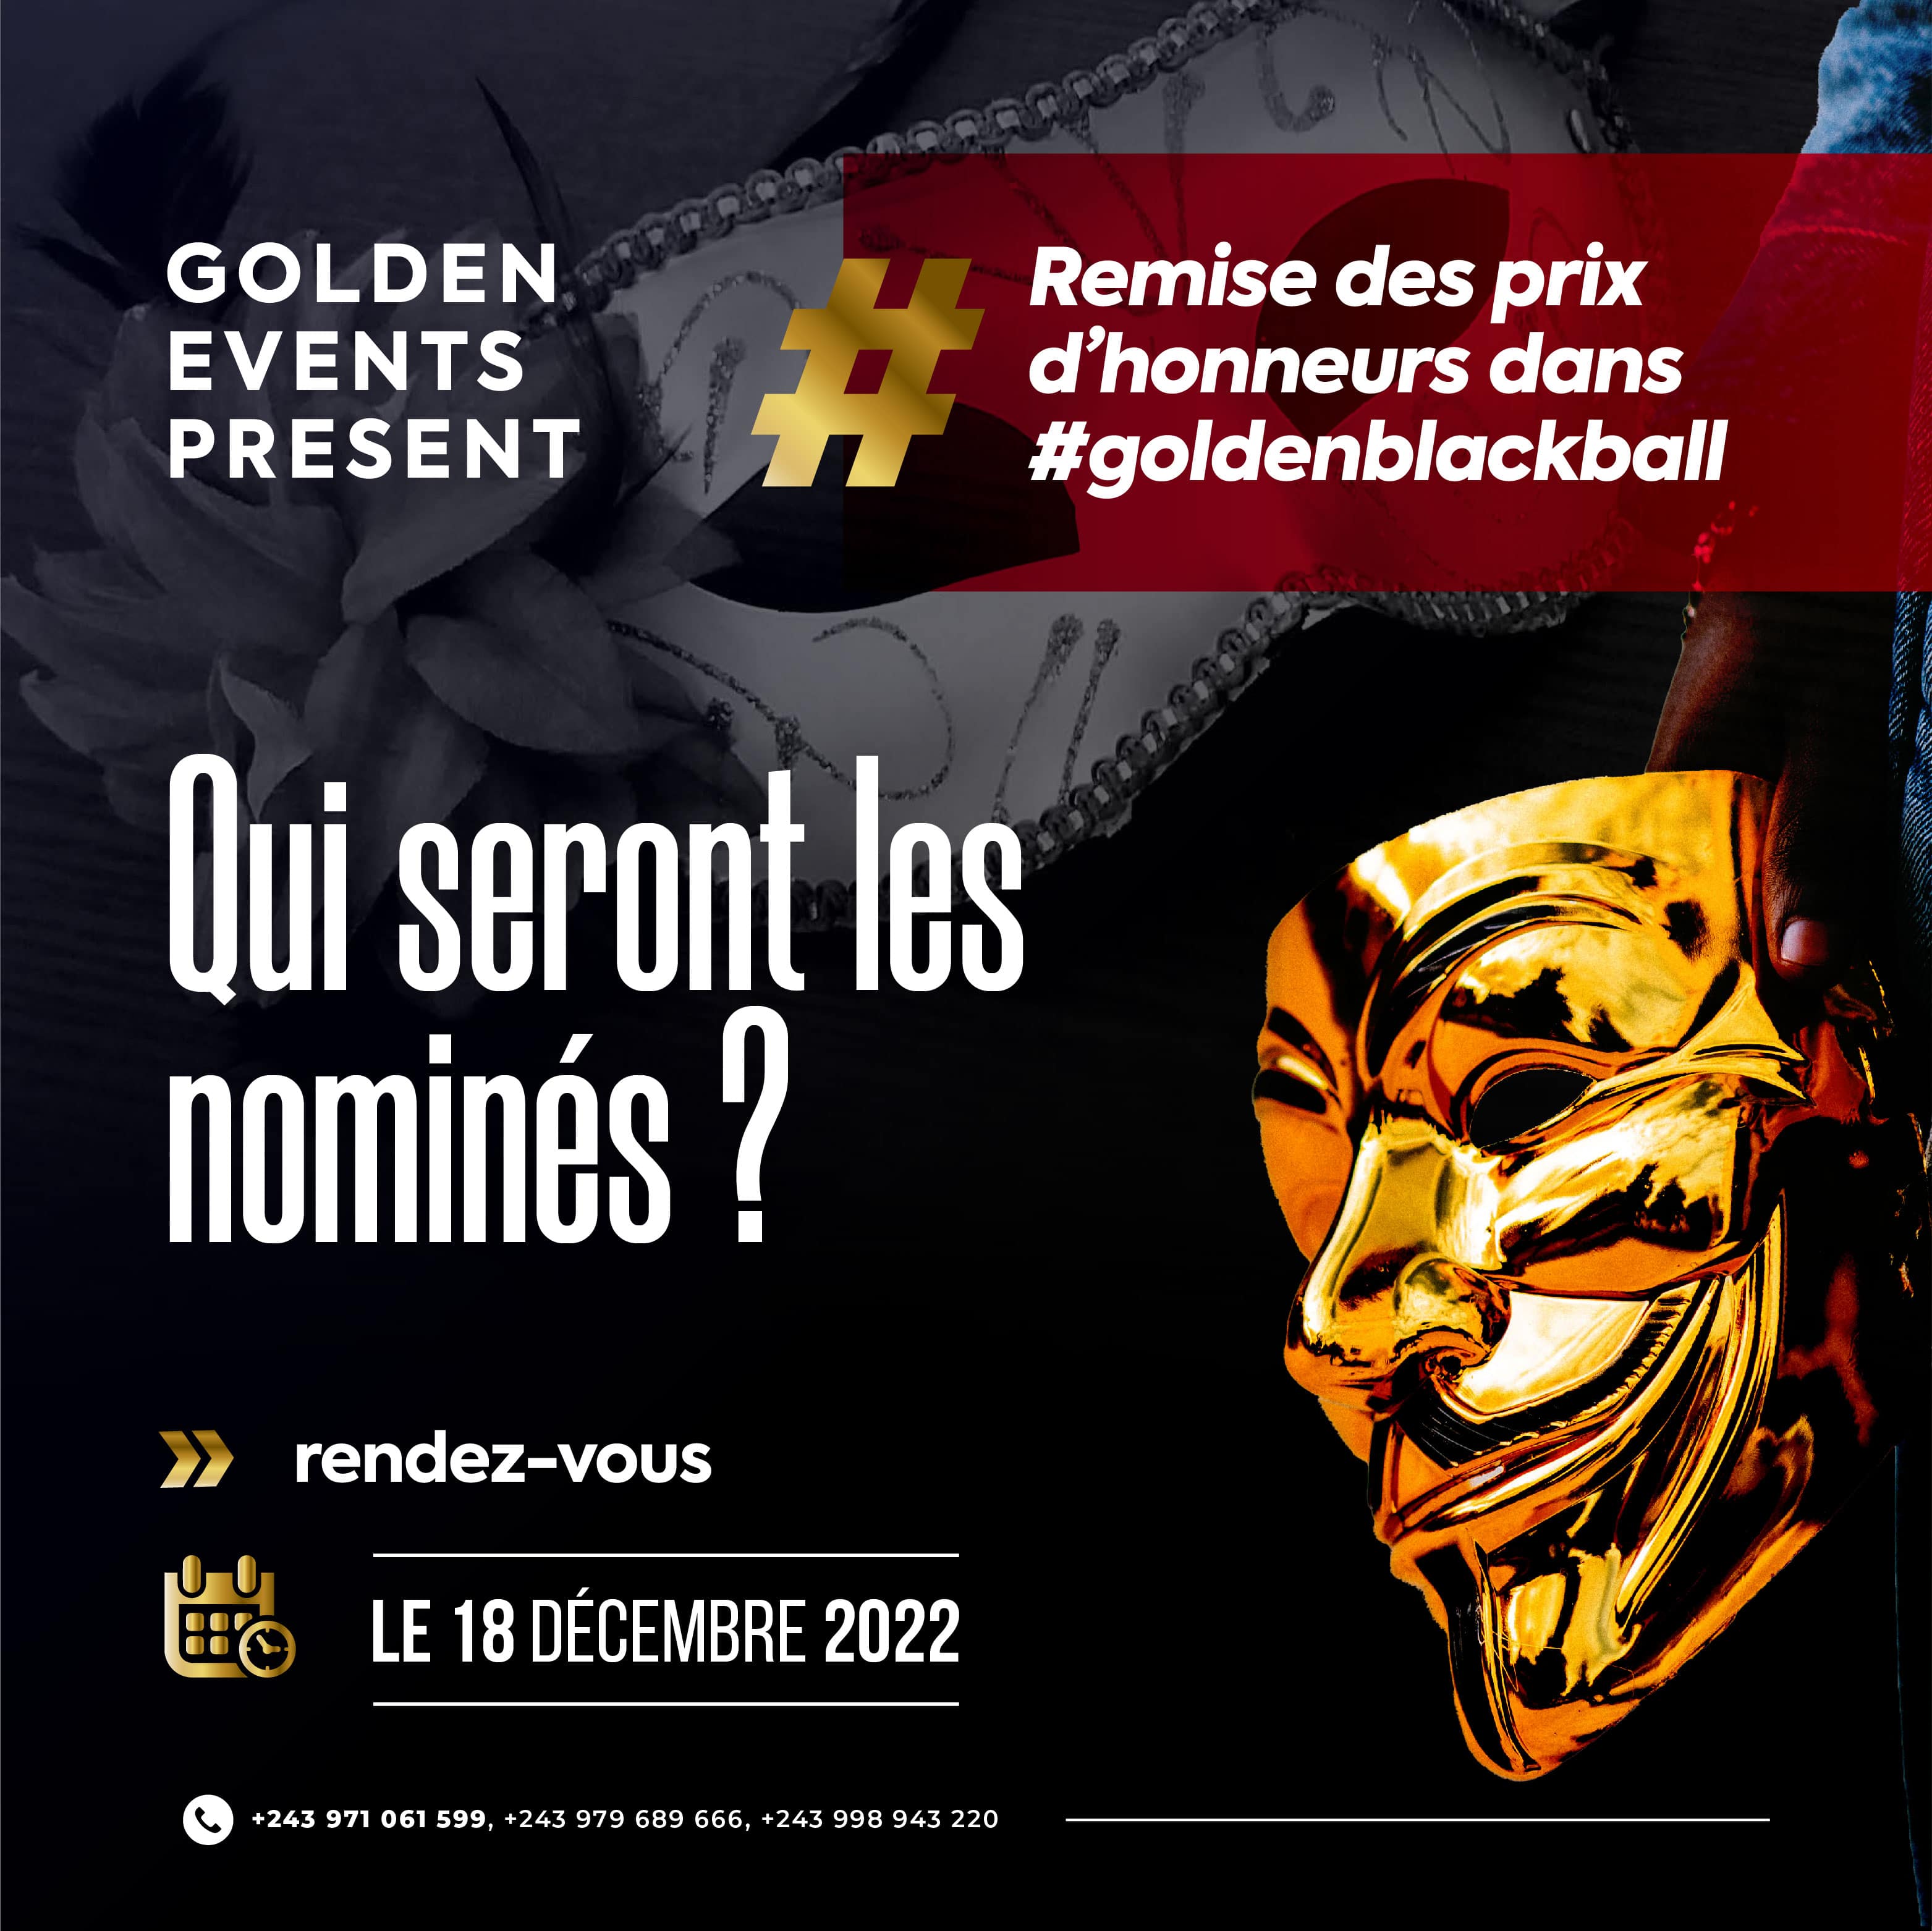 GOLDEN
EVENTS
PRESENT
#
Remise des prix
d’honneurs dans
#goldenblackball
Qui seront les
nominés ?
rendez-vous
LE 18 DÉCEMBRE 2022
+243 971 061 599, +243 979 689 666, +243 998 943 220